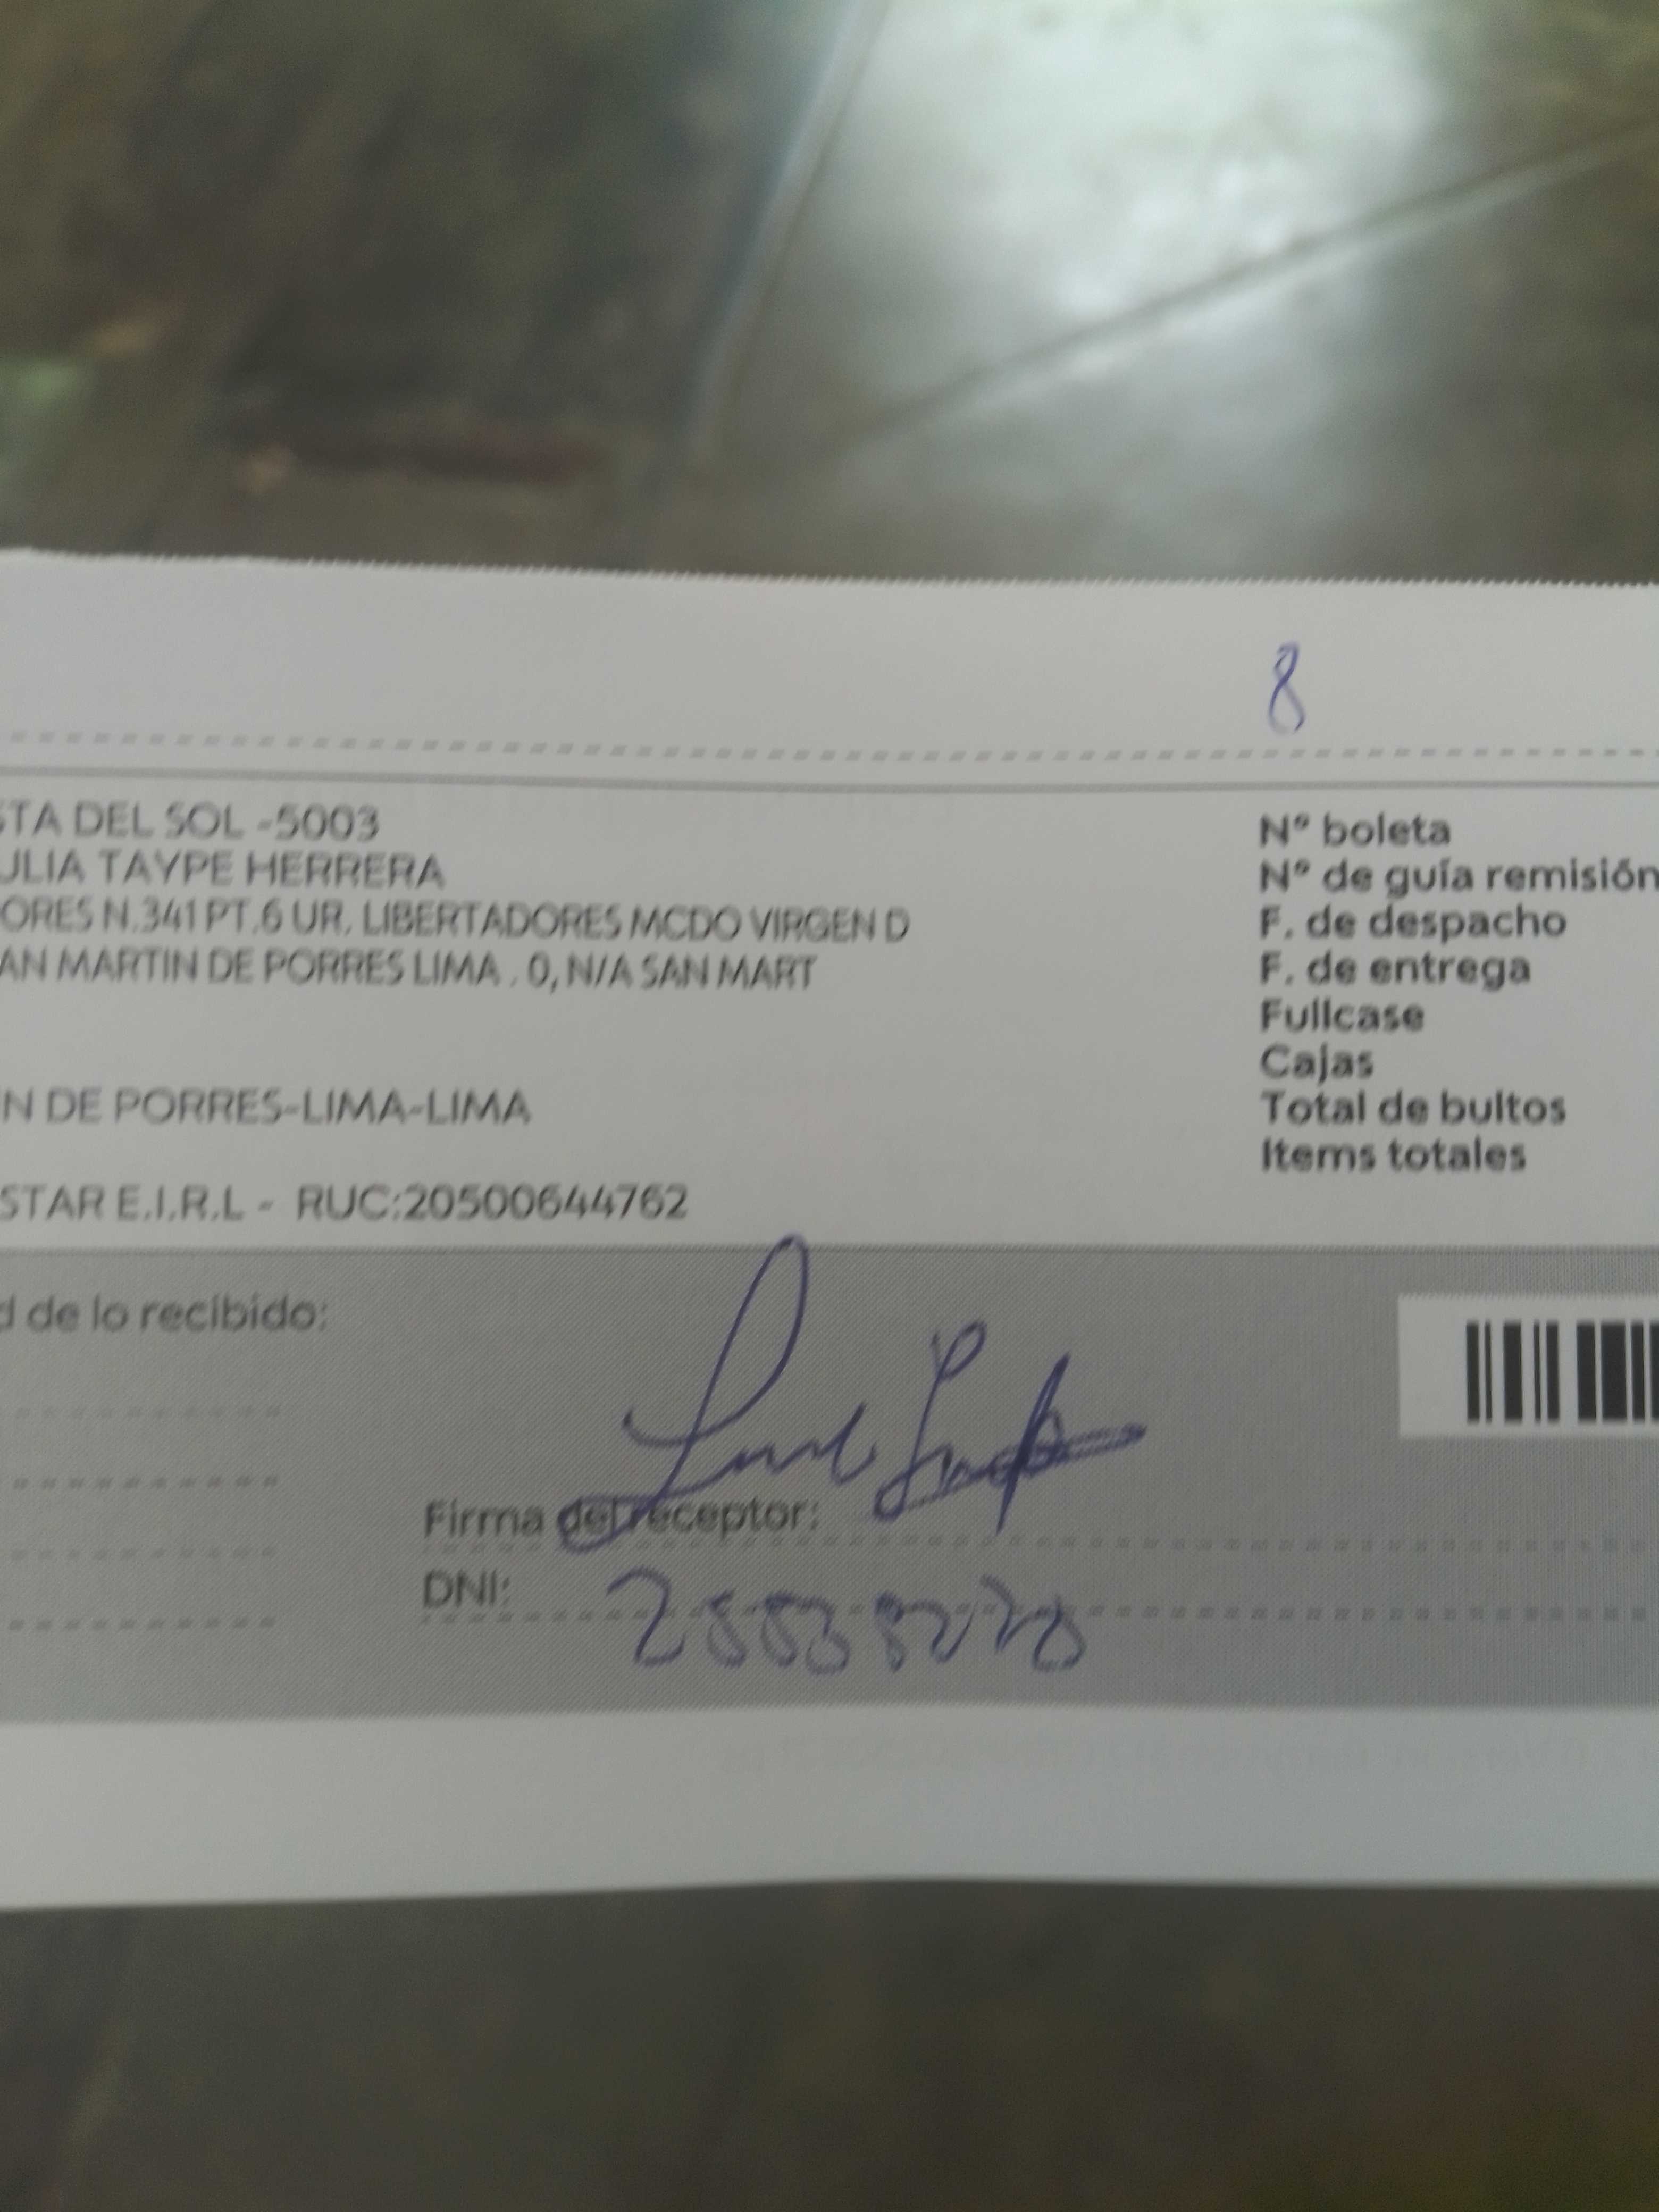 8
STA DEL SOL -5003
ULIA TAYPE HERRERA
ORES N.341 PT.6 UR. LIBERTADORES MCDO VIRGEN D
AN MARTIN DE PORRES LIMA . 0, N/A SAN MART
N DE PORRES-LIMA-LIMA
STAR E.I.R.L - RUC:20500644762
N° boleta
N° de guía remisión
F. de despacho
F. de entrega
Fullcase
Cajas
Total de bultos
Items totales
d de lo recibido:
Firma del receptor:
DNI: